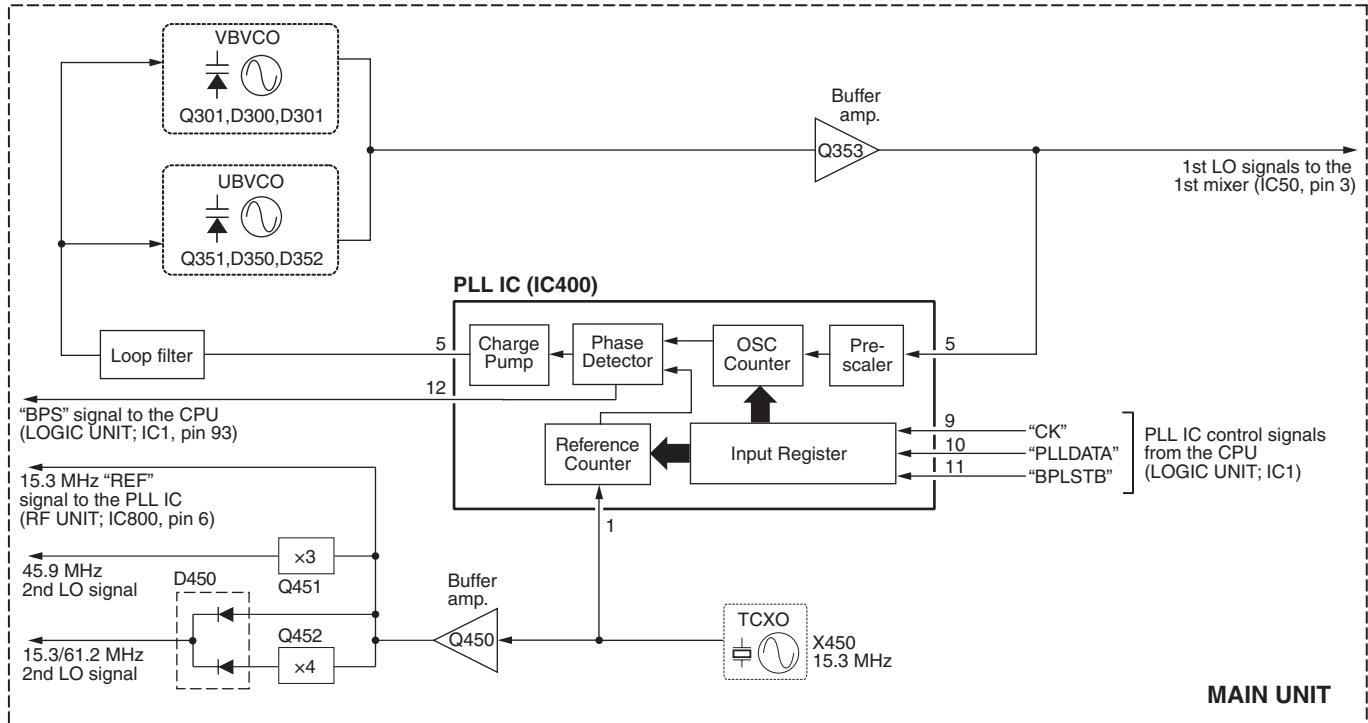 VBVCO
Q301,D300,D301
UBVCO
Q351,D350,D352
Buffer
amp.
Q353
1st LO signals to the
1st mixer (IC50, pin 3)
PLL IC (IC400)
Loop filter
5
Charge
Pump
Phase
Detector
OSC
Counter
Pre-
scaler
5
12
"BPS" signal to the CPU
(LOGIC UNIT; IC1, pin 93)
Reference
Counter
Input Register
9
"CK"
10
"PLLDATA"
11
"BPLSTB"
PLL IC control signals
from the CPU
(LOGIC UNIT; IC1)
15.3 MHz "REF"
signal to the PLL IC
(RF UNIT; IC800, pin 6)
1
×3
Q451
45.9 MHz
2nd LO signal
D450
Q452
×4
15.3/61.2 MHz
2nd LO signal
Buffer
amp.
Q450
TCXO
X450
15.3 MHz
MAIN UNIT